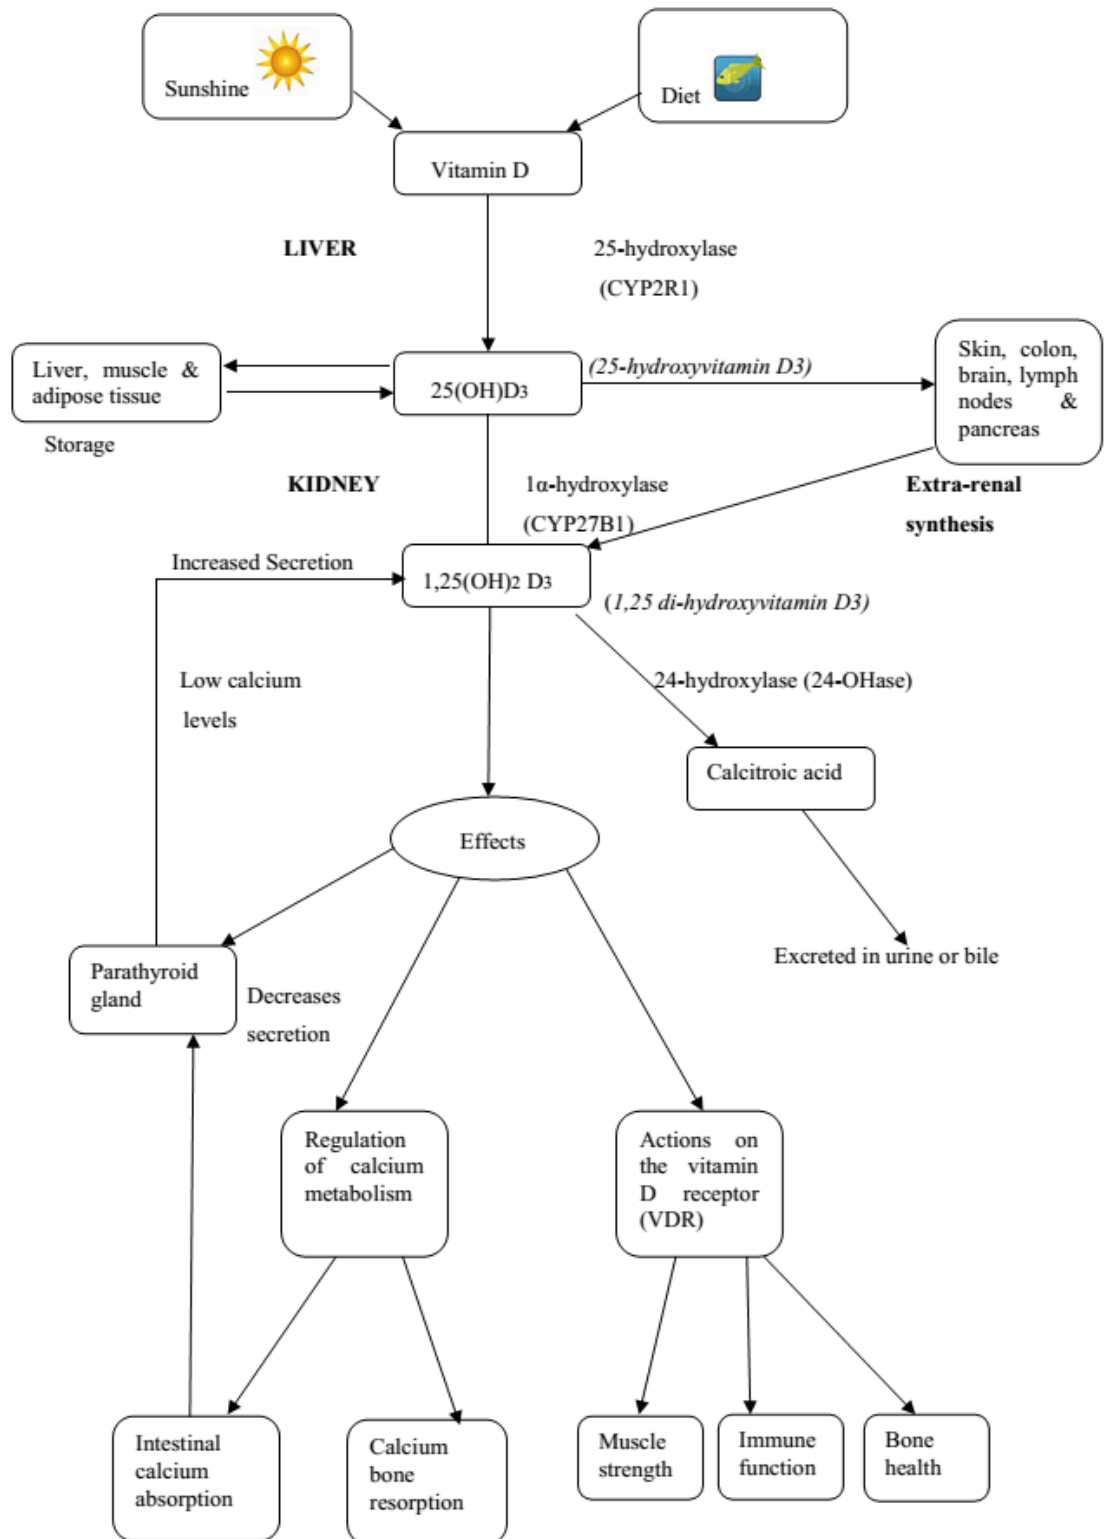 Sunshine
Diet
Vitamin D
LIVER
25-hydroxylase
(CYP2R1)
Liver, muscle &
adipose tissue
Storage
25(OH)D3
(25-hydroxyvitamin D3)
Skin, colon,
brain, lymph
nodes &
pancreas
KIDNEY
1α-hydroxylase
(CYP27B1)
Extra-renal
synthesis
Increased Secretion
1,25(OH)2 D3
(1,25 di-hydroxyvitamin D3)
Low calcium
levels
24-hydroxylase (24-OHase)
Calcitroic acid
Effects
Excreted in urine or bile
Parathyroid
gland
Decreases
secretion
Regulation
of calcium
metabolism
Actions on
the vitamin
D receptor
(VDR)
Intestinal
calcium
absorption
Calcium
bone
resorption
Muscle
strength
Immune
function
Bone
health